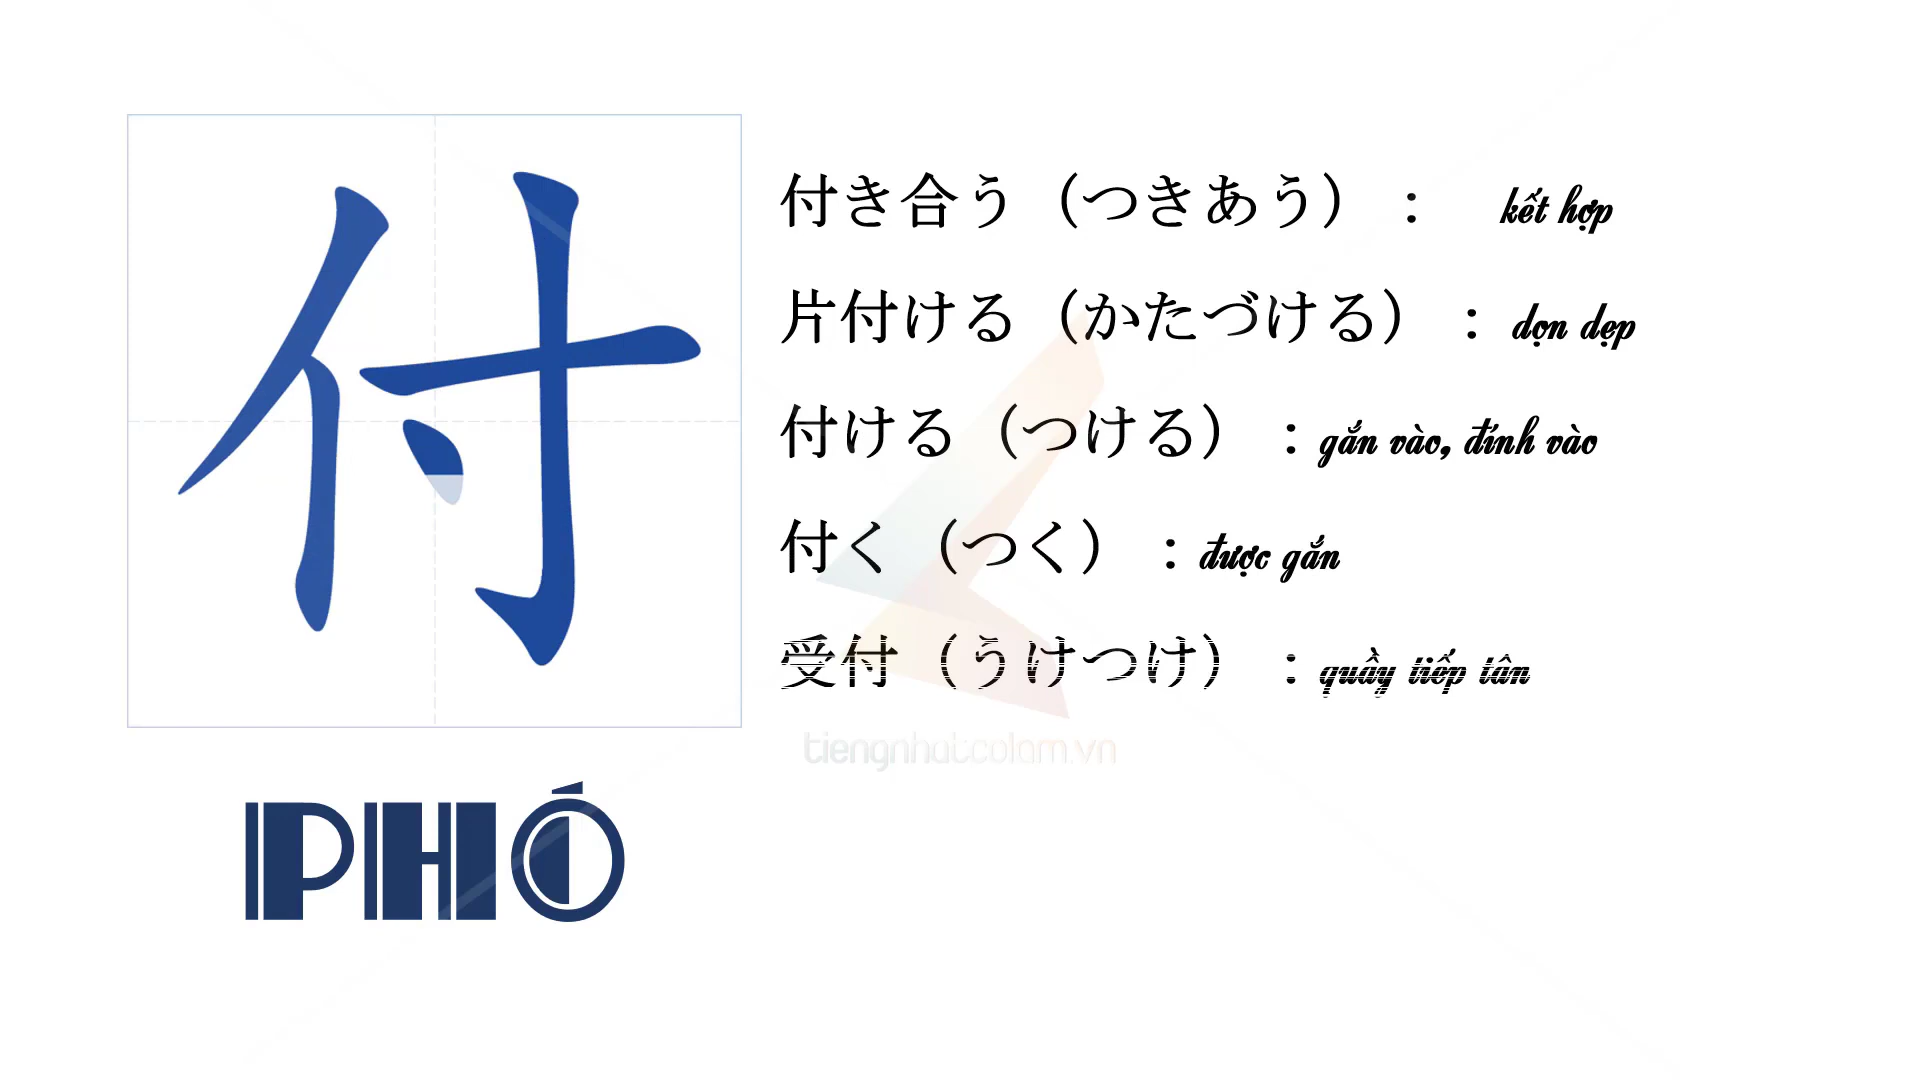 付
付き合う（つきあう） : kết hợp
片付ける（かたづける） : dọn dẹp
付ける（つける） : gắn vào, đính vào
付く（つく） : được gắn
受付（うけつけ） : quầy tiếp tân
tiengnhatcolam.vn
PHÓ